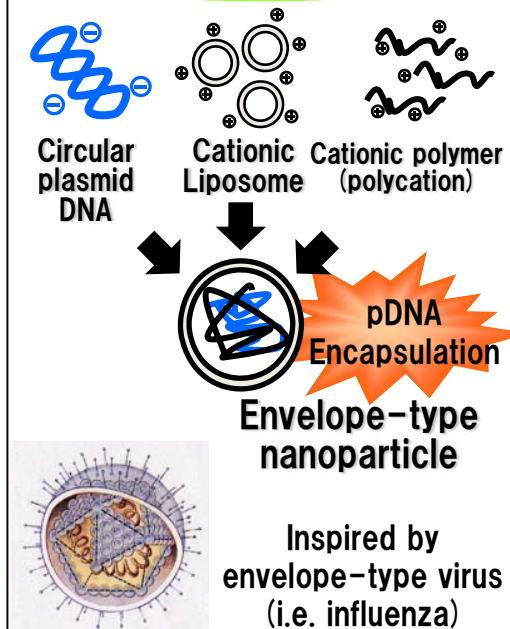 Circular
plasmid
DNA
Cationic
Liposome
Cationic polymer
(polycation)
pDNA
Encapsulation
Envelope-type
nanoparticle
Inspired by
envelope-type virus
(i.e. influenza)